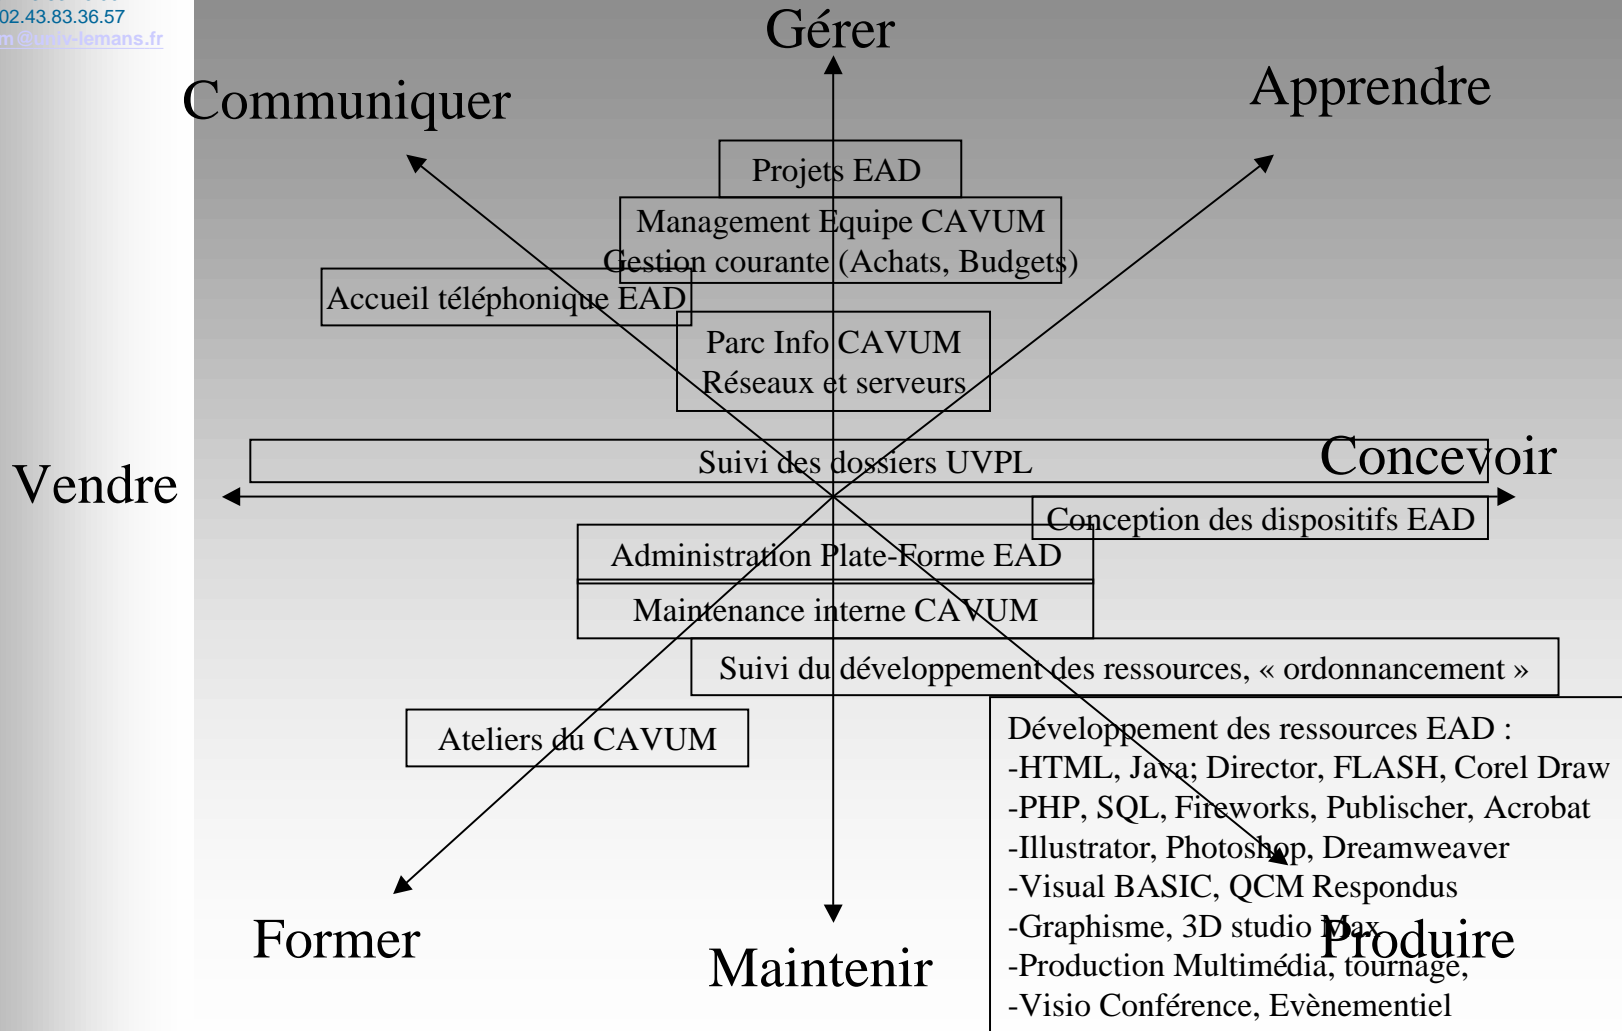 02.43.83.36.57
m@univ-lemans.fr
Gérer
Communiquer
Apprendre
Projets EAD
Management Equipe CAVUM
Gestion courante (Achats, Budgets)
Accueil téléphonique EAD
Parc Info CAVUM
Réseaux et serveurs
Vendre
Suivi des dossiers UVPL
Concevoir
Conception des dispositifs EAD
Administration Plate-Forme EAD
Maintenance interne CAVUM
Suivi du développement des ressources, « ordonnancement »
Ateliers du CAVUM
Développement des ressources EAD :
-HTML, Java; Director, FLASH, Corel Draw
-PHP, SQL, Fireworks, Publischer, Acrobat
-Illustrator, Photoshop, Dreamweaver
-Visual BASIC, QCM Respondus
-Graphisme, 3D studio Max
-Production Multimédia, tournage,
-Visio Conférence, Evènementiel
Former
Maintenir
Produire